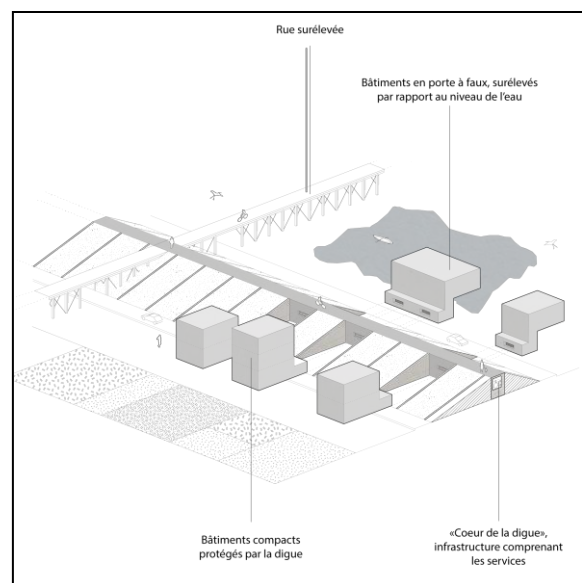 Rue surélevée
Bâtiments en porte à faux, surélevés
par rapport au niveau de l'eau
Bâtiments compacts
protégés par la digue
«Coeur de la digue»,
infrastructure comprenant
les services